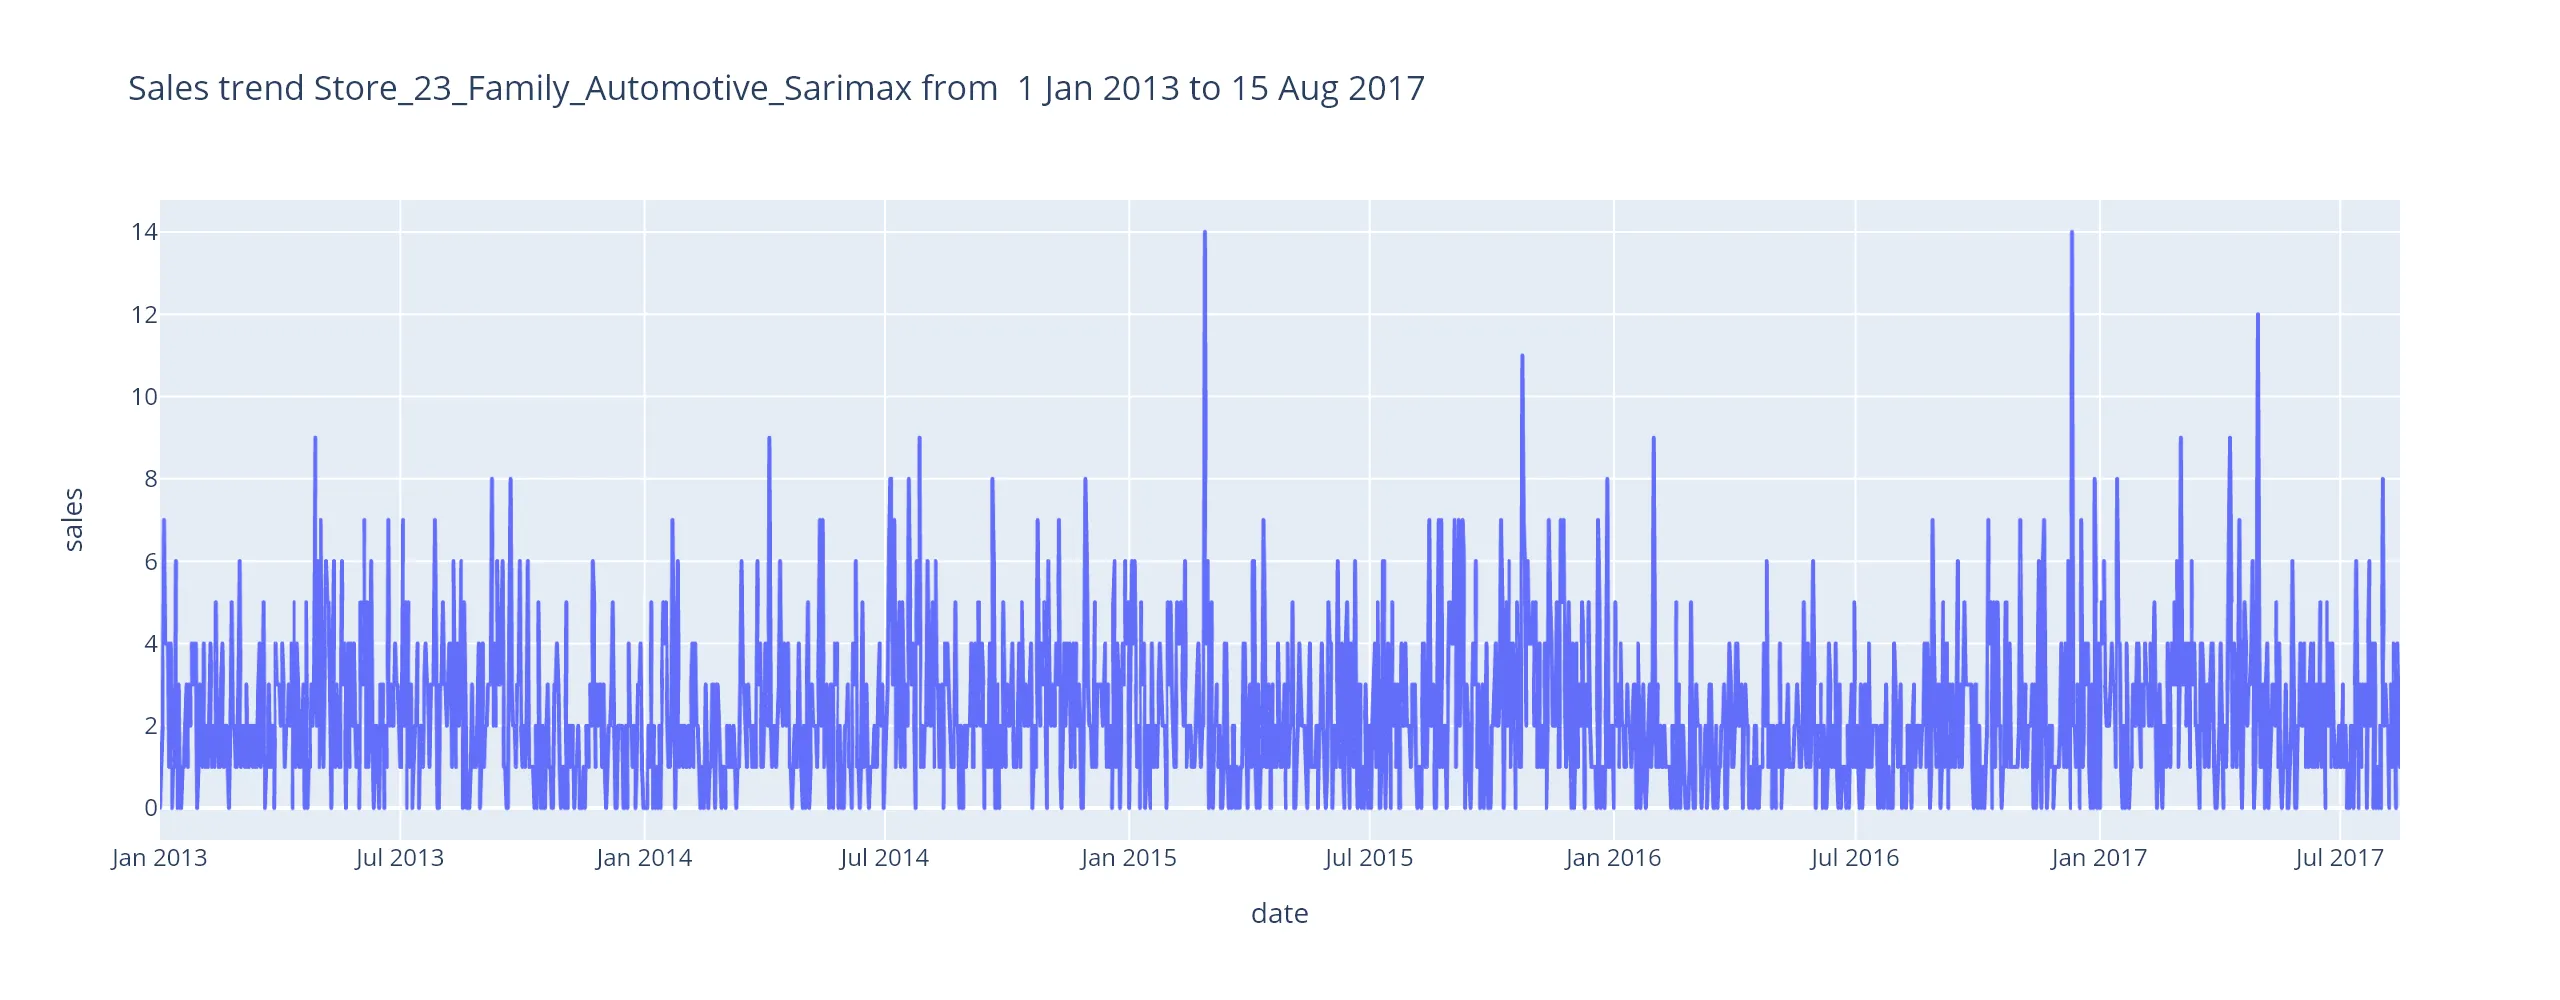 Sales trend Store_23_Family_Automotive_Sarimax from  1 Jan 2013 to 15 Aug 2017
14
12
10
8
6
4
2
0
sales
Jan 2013 Jul 2013 Jan 2014 Jul 2014 Jan 2015 Jul 2015 Jan 2016 Jul 2016 Jan 2017 Jul 2017
date